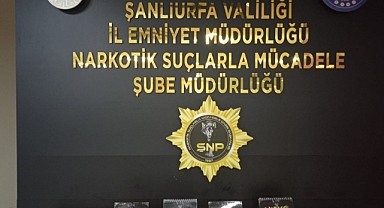 ŞANLIURFA VALİLİĞİ
İL EMNİYET MÜDÜRLÜĞÜ
NARKOTİK SUÇLARLA MÜCADELE
ŞUBE MÜDÜRLÜĞÜ
SNP